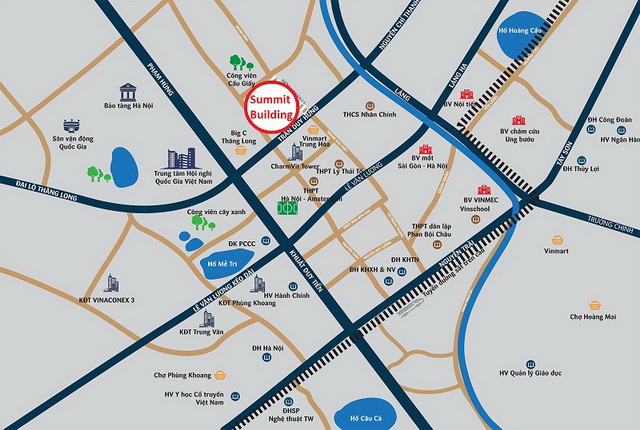 NGUYỄN CHÍ THANH
Hồ Hoàng Cầu
PHẠM HÙNG
Công viên
Cầu Giấy
LÁNG
LÁNG HẠ
Bảo tàng Hà Nội
Summit
Building
TRẦN DUY HƯNG
THCS Nhân Chính
BV Nội tiết
ĐH Công Đoàn
BV châm cứu
Ung bướu
HV Ngân Hàn
Sân vận động
Quốc Gia
Big C
Thăng Long
Vinmart
Trung Hòa
TÂY SƠN
Trung tâm Hội nghị
Quốc Gia Việt Nam
CharmVit Tower
THPT Lý Thái Tổ
BV mắt
Sài Gòn - Hà Nội
ĐH Thủy Lợi
LÊ VĂN LƯƠNG
ĐẠI LỘ THĂNG LONG
THPT
Hà Nội - Amsterdam
BV VINMEC
Vinschool
Công viên cây xanh
TRƯỜNG CHINH
THPT dân lập
Phan Bội Châu
ĐK PCCC
Vinmart
Hồ Mễ Trì
KHUẤT DUY TIẾN
ĐH KHTN
ĐH KHXH & NV
NGUYỄN TRÃI
Tuyến đường sắt trên cao
LÊ VĂN LƯƠNG KÉO DÀI
KĐT VINACONEX 3
KĐT Phùng Khoang
HV Hành Chính
Chợ Hoàng Mai
KĐT Trung Văn
ĐH Hà Nội
Chợ Phùng Khoang
HV Quản lý Giáo dục
HV Y học Cổ truyền
Việt Nam
ĐHSP
Nghệ thuật TW
Hồ Câu Cá